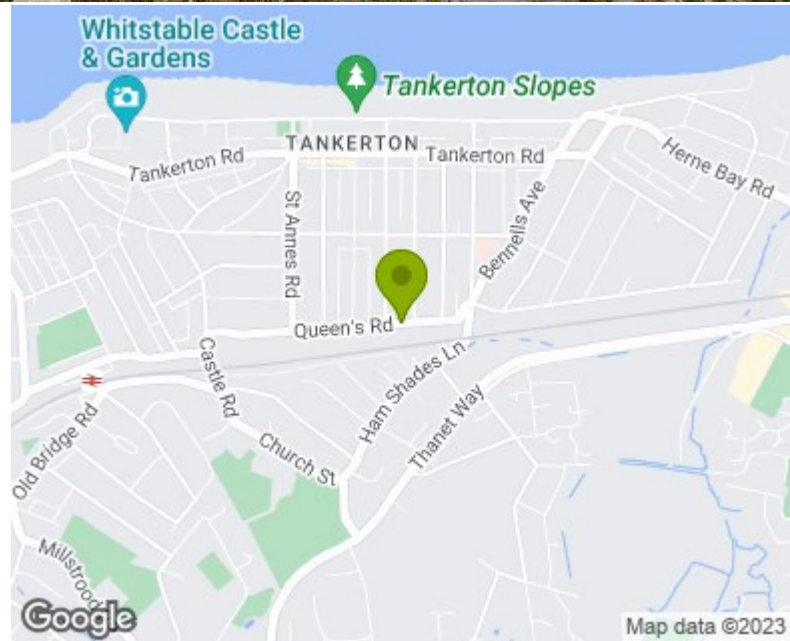 Whitstable Castle
& Gardens
Tankerton Slopes
TANKERTON
Tankerton Rd
Tankerton Rd
Herne Bay Rd
St Annes Rd
Bennells Ave
Queen's Rd
Castle Rd
Ham Shades Ln
Thanet Way
Old Bridge Rd
Church St
Millstrood
Google
Map data ©2023